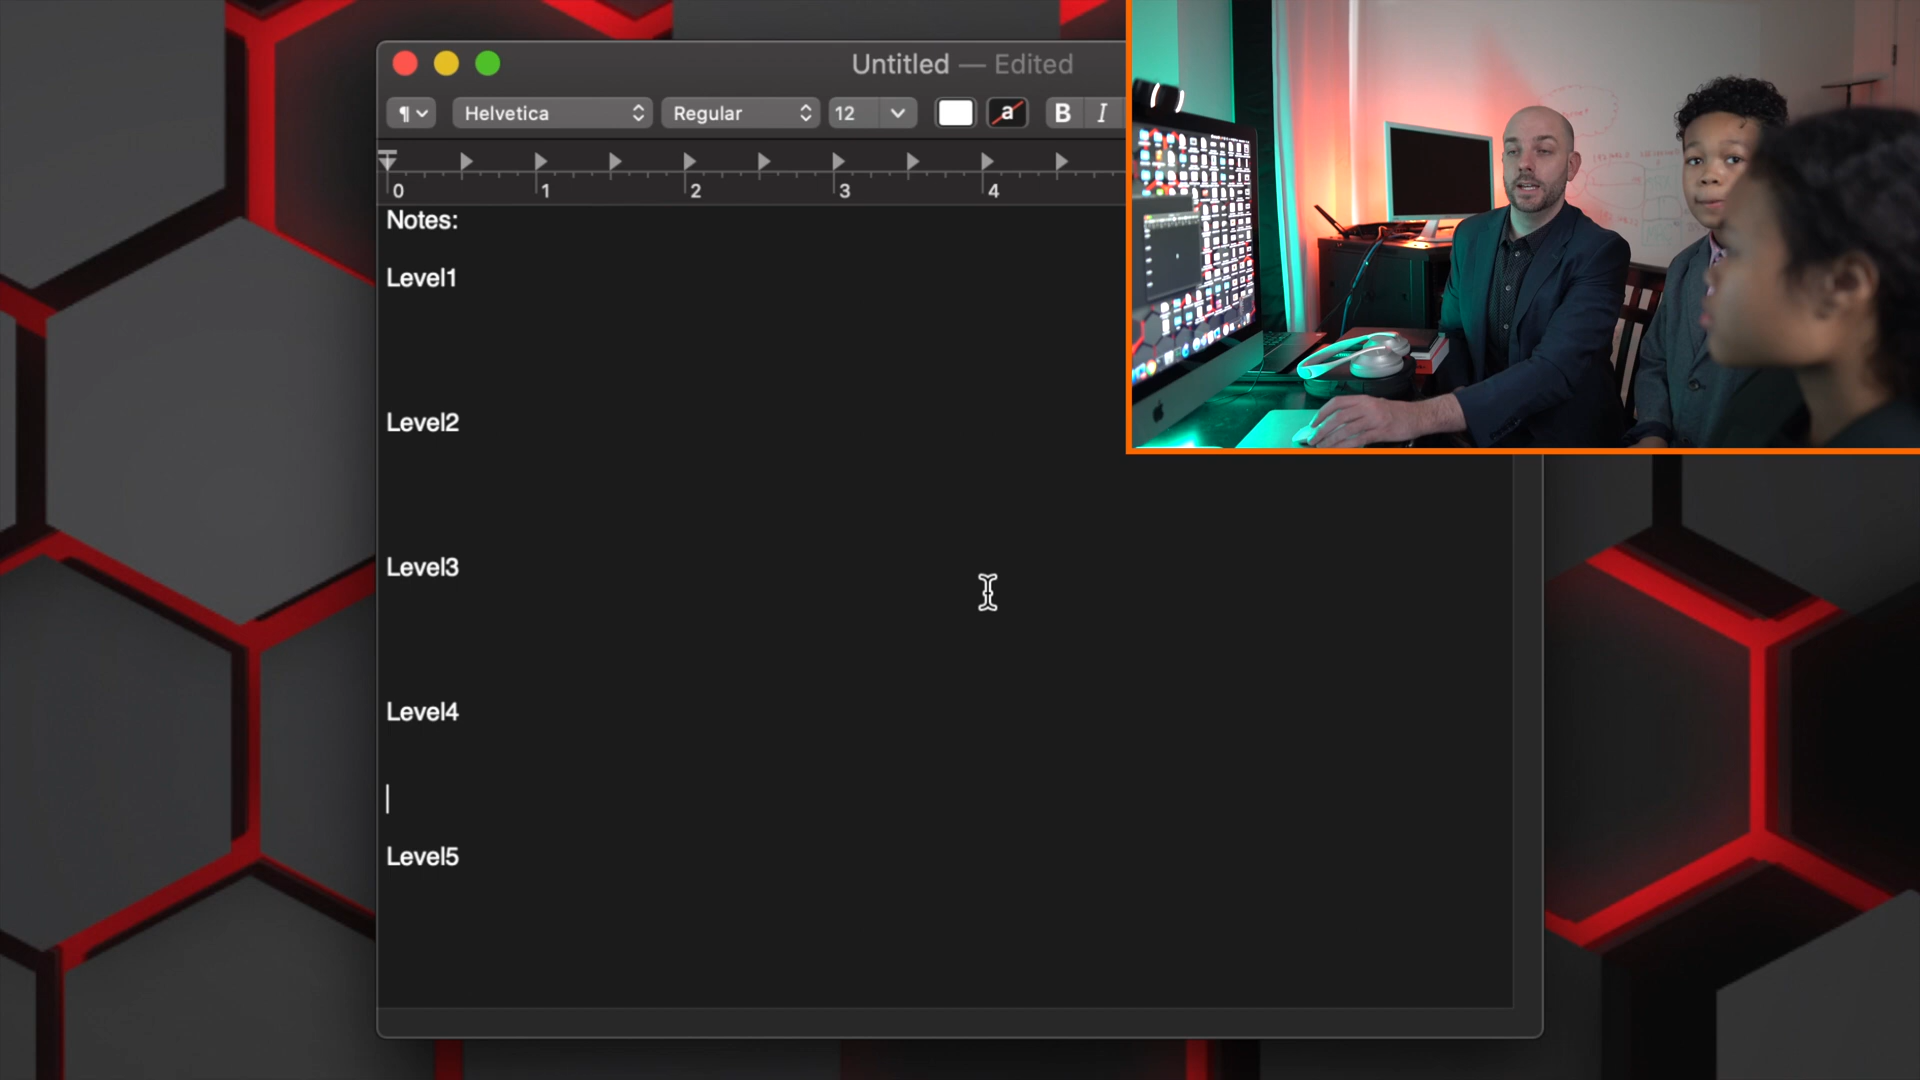 Untitled — Edited
¶ Helvetica Regular 12 a B I
0 1 2 3 4
Notes:
Level1
Level2
Level3
Level4
Level5